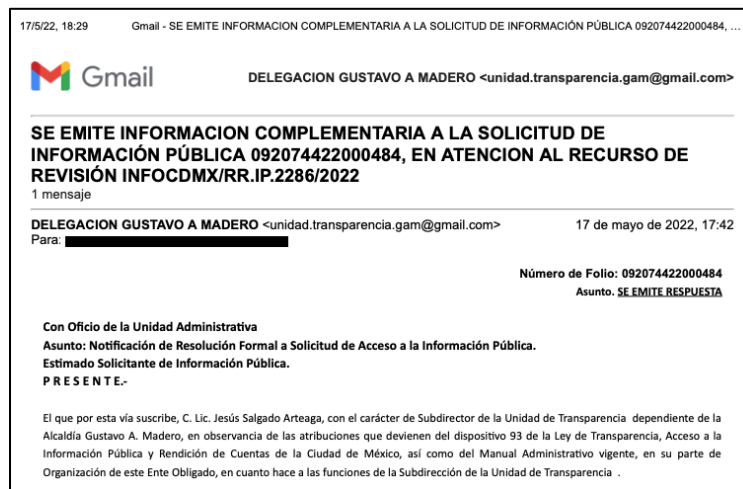 17/5/22, 18:29 Gmail - SE EMITE INFORMACION COMPLEMENTARIA A LA SOLICITUD DE INFORMACIÓN PÚBLICA 092074422000484, ...
Gmail DELEGACION GUSTAVO A MADERO <unidad.transparencia.gam@gmail.com>
SE EMITE INFORMACION COMPLEMENTARIA A LA SOLICITUD DE
INFORMACIÓN PÚBLICA 092074422000484, EN ATENCION AL RECURSO DE
REVISIÓN INFOCDMX/RR.IP.2286/2022
1 mensaje
DELEGACION GUSTAVO A MADERO <unidad.transparencia.gam@gmail.com> 17 de mayo de 2022, 17:42
Para:
Número de Folio: 092074422000484
Asunto. SE EMITE RESPUESTA
Con Oficio de la Unidad Administrativa
Asunto: Notificación de Resolución Formal a Solicitud de Acceso a la Información Pública.
Estimado Solicitante de Información Pública.
P R E S E N T E.-
El que por esta vía suscribe, C. Lic. Jesús Salgado Arteaga, con el carácter de Subdirector de la Unidad de Transparencia dependiente de la
Alcaldía Gustavo A. Madero, en observancia de las atribuciones que devienen del dispositivo 93 de la Ley de Transparencia, Acceso a la
Información Pública y Rendición de Cuentas de la Ciudad de México, así como del Manual Administrativo vigente, en su parte de
Organización de este Ente Obligado, en cuanto hace a las funciones de la Subdirección de la Unidad de Transparencia .